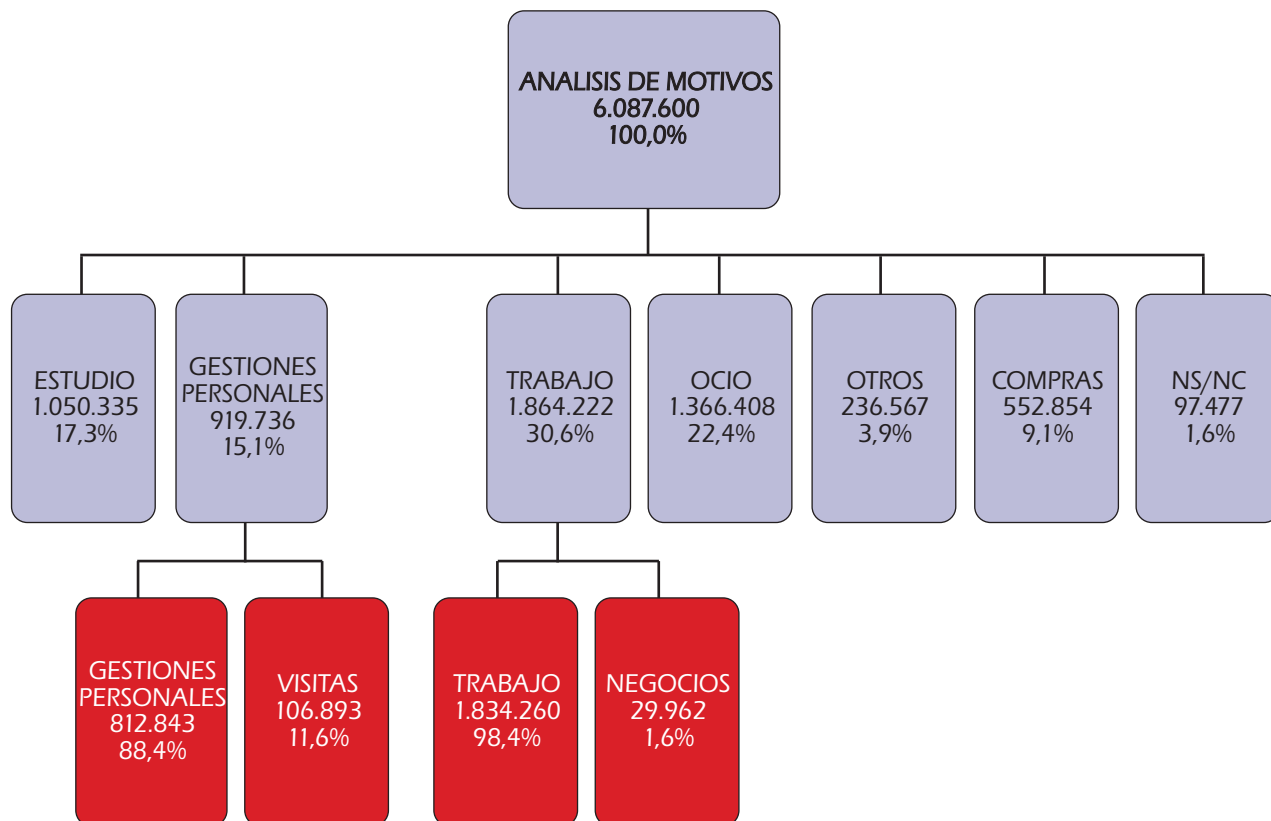 ANALISIS DE MOTIVOS
6.087.600
100,0%
ESTUDIO
1.050.335
17,3%
GESTIONES
PERSONALES
919.736
15,1%
TRABAJO
1.864.222
30,6%
OCIO
1.366.408
22,4%
OTROS
236.567
3,9%
COMPRAS
552.854
9,1%
NS/NC
97.477
1,6%
GESTIONES
PERSONALES
812.843
88,4%
VISITAS
106.893
11,6%
TRABAJO
1.834.260
98,4%
NEGOCIOS
29.962
1,6%